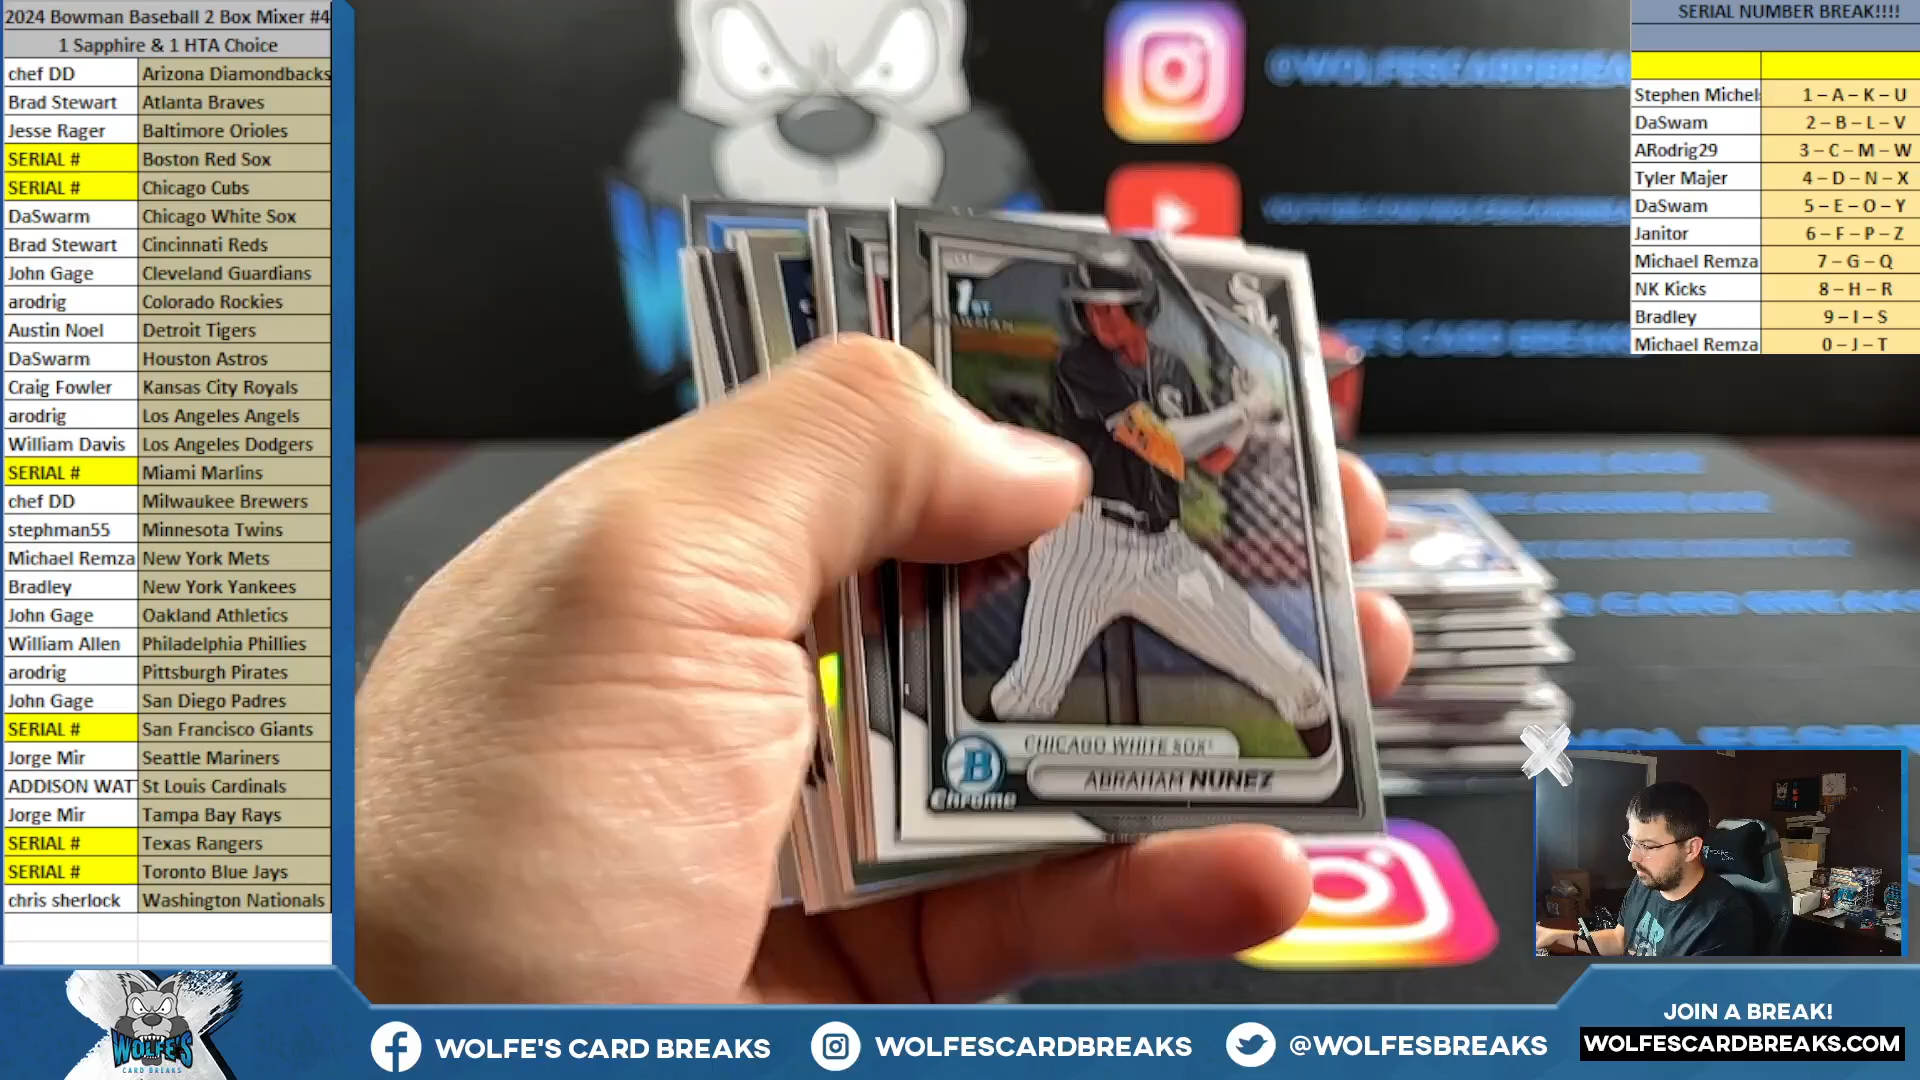 2024 Bowman Baseball 2 Box Mixer #4
1 Sapphire & 1 HTA Choice
chef DD Arizona Diamondbacks
Brad Stewart Atlanta Braves
Jesse Rager Baltimore Orioles
SERIAL # Boston Red Sox
SERIAL # Chicago Cubs
DaSwarm Chicago White Sox
Brad Stewart Cincinnati Reds
John Gage Cleveland Guardians
arodrig Colorado Rockies
Austin Noel Detroit Tigers
DaSwarm Houston Astros
Craig Fowler Kansas City Royals
arodrig Los Angeles Angels
William Davis Los Angeles Dodgers
SERIAL # Miami Marlins
chef DD Milwaukee Brewers
stephman55 Minnesota Twins
Michael Remza New York Mets
Bradley New York Yankees
John Gage Oakland Athletics
William Allen Philadelphia Phillies
arodrig Pittsburgh Pirates
John Gage San Diego Padres
SERIAL # San Francisco Giants
Jorge Mir Seattle Mariners
ADDISON WAT St Louis Cardinals
Jorge Mir Tampa Bay Rays
SERIAL # Texas Rangers
SERIAL # Toronto Blue Jays
chris sherlock Washington Nationals
SERIAL NUMBER BREAK!!!!
Stephen Michel 1 – A – K – U
DaSwam 2 – B – L – V
ARodrig29 3 – C – M – W
Tyler Majer 4 – D – N – X
DaSwam 5 – E – O – Y
Janitor 6 – F – P – Z
Michael Remza 7 – G – Q
NK Kicks 8 – H – R
Bradley 9 – I – S
Michael Remza 0 – J – T
@WOLFESCARDBREA
1ST
BOWMAN
CHICAGO WHITE SOX
ABRAHAM NUNEZ
B
Chrome
WOLFE'S
CARD BREAKS
WOLFE'S CARD BREAKS
WOLFESCARDBREAKS
@WOLFESBREAKS
JOIN A BREAK!
WOLFESCARDBREAKS.COM